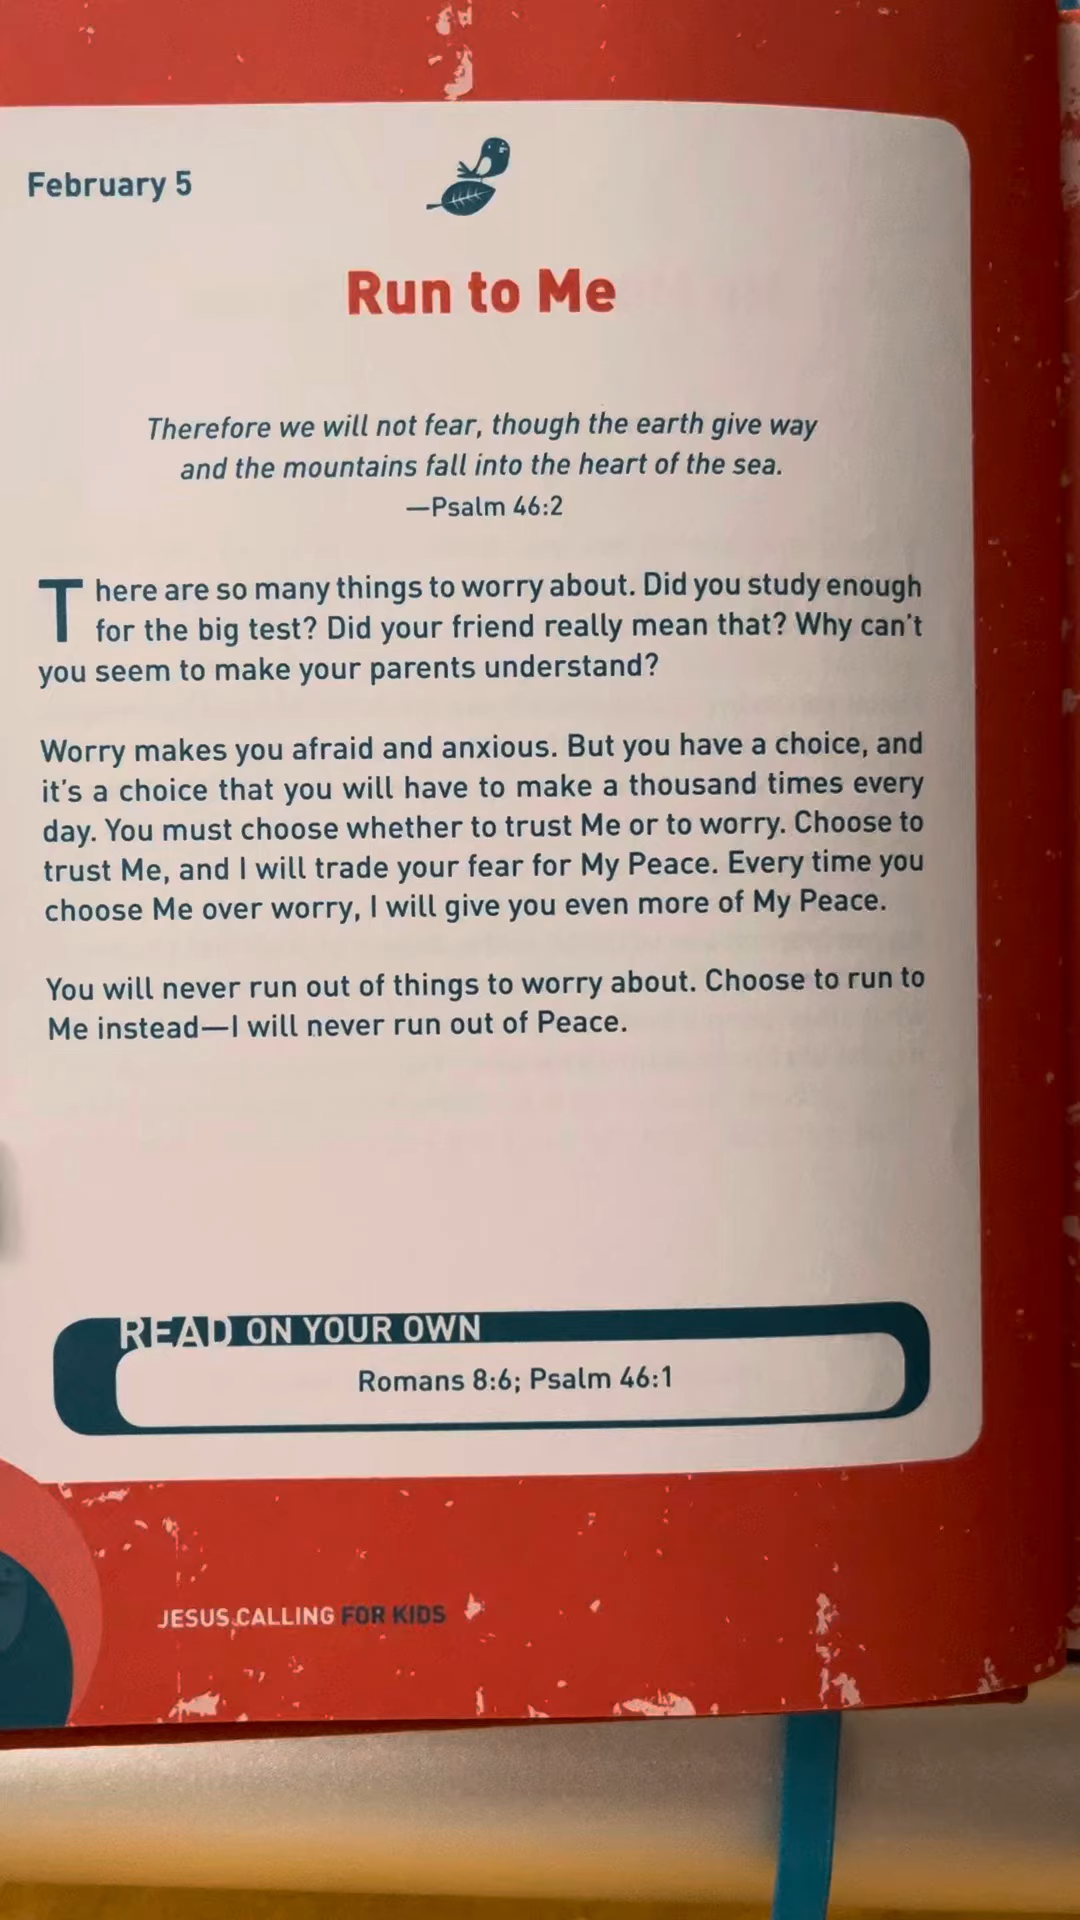 February 5
Run to Me
Therefore we will not fear, though the earth give way
and the mountains fall into the heart of the sea.
—Psalm 46:2
There are so many things to worry about. Did you study enough
for the big test? Did your friend really mean that? Why can't
you seem to make your parents understand?
Worry makes you afraid and anxious. But you have a choice, and
it's a choice that you will have to make a thousand times every
day. You must choose whether to trust Me or to worry. Choose to
trust Me, and I will trade your fear for My Peace. Every time you
choose Me over worry, I will give you even more of My Peace.
You will never run out of things to worry about. Choose to run to
Me instead—I will never run out of Peace.
READ ON YOUR OWN
Romans 8:6; Psalm 46:1
JESUS CALLING FOR KIDS